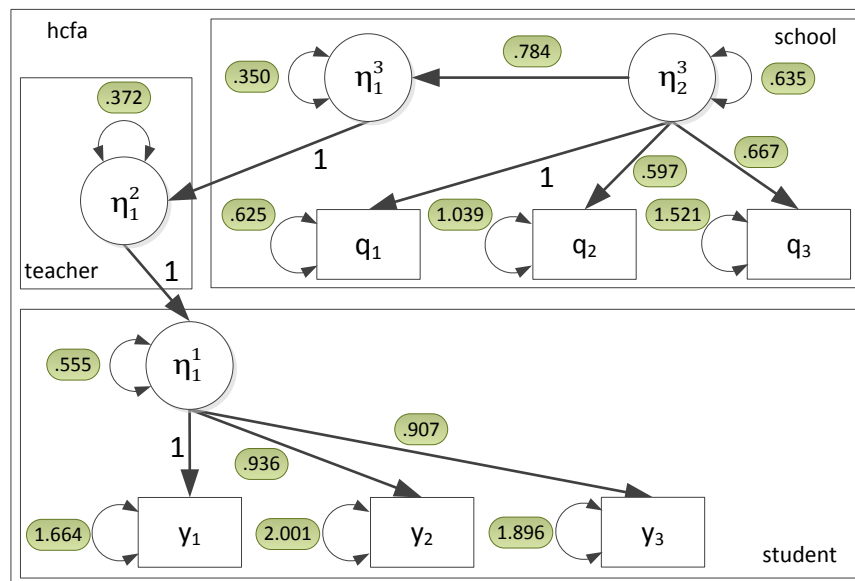 hcfa
school
.784
.350
η₁³
η₂³
.635
.372
1
1
.597
.667
η₁²
.625
q₁
1.039
q₂
1.521
q₃
teacher
1
η₁¹
.555
1
.936
.907
1.664
y₁
2.001
y₂
1.896
y₃
student